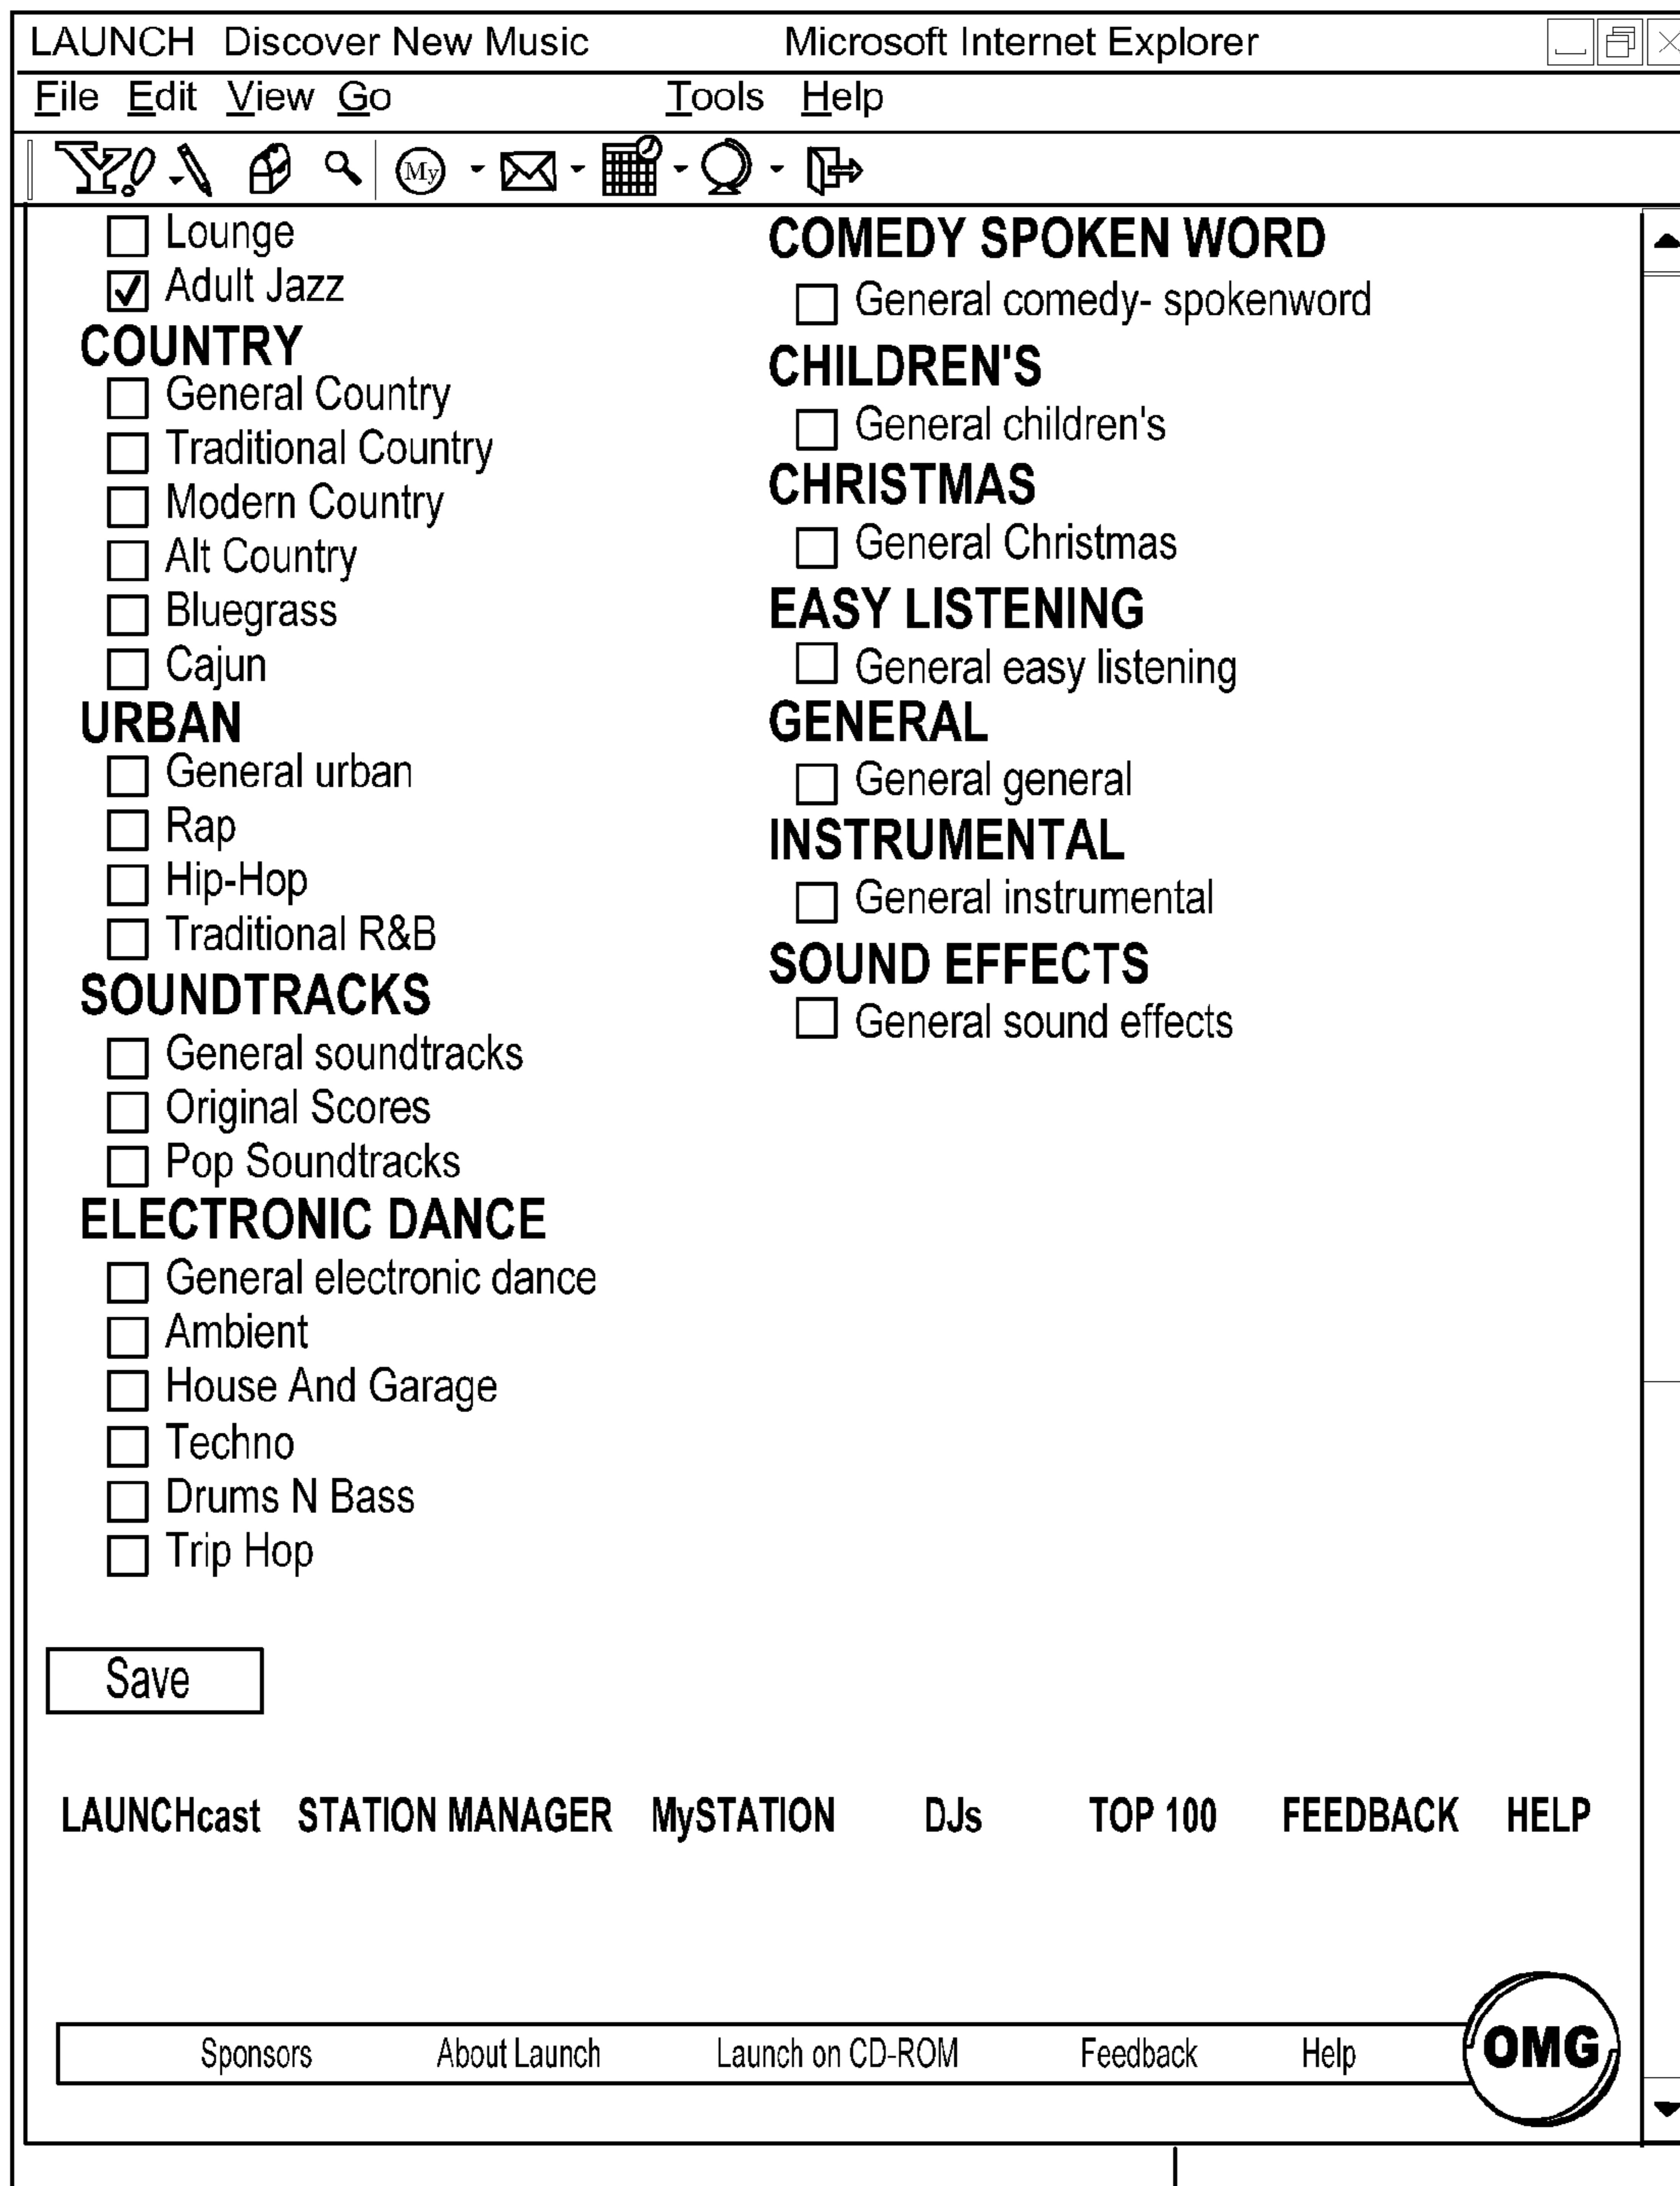 LAUNCH Discover New Music Microsoft Internet Explorer
File Edit View Go Tools Help
Y! My
Lounge
Adult Jazz
COUNTRY
General Country
Traditional Country
Modern Country
Alt Country
Bluegrass
Cajun
URBAN
General urban
Rap
Hip-Hop
Traditional R&B
SOUNDTRACKS
General soundtracks
Original Scores
Pop Soundtracks
ELECTRONIC DANCE
General electronic dance
Ambient
House And Garage
Techno
Drums N Bass
Trip Hop
COMEDY SPOKEN WORD
General comedy- spokenword
CHILDREN'S
General children's
CHRISTMAS
General Christmas
EASY LISTENING
General easy listening
GENERAL
General general
INSTRUMENTAL
General instrumental
SOUND EFFECTS
General sound effects
Save
LAUNCHcast STATION MANAGER MySTATION DJs TOP 100 FEEDBACK HELP
Sponsors About Launch Launch on CD-ROM Feedback Help OMG